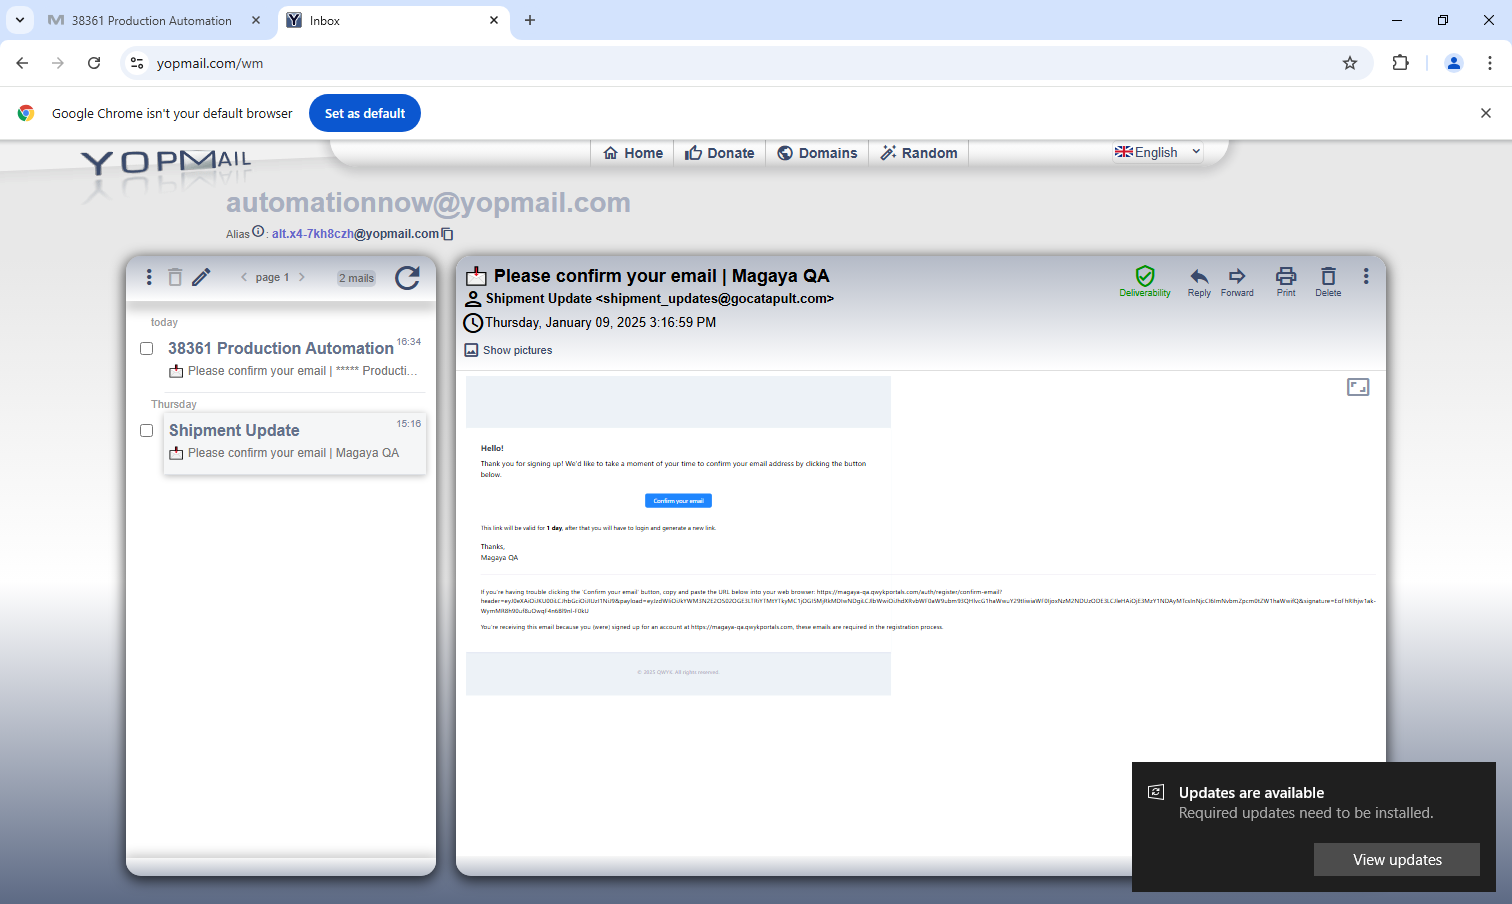 38361 Production Automation
Inbox
yopmail.com/wm
Google Chrome isn't your default browser
Set as default
YOPMAIL
Home
Donate
Domains
Random
English
automationnow@yopmail.com
Alias : alt.x4-7kh8czh@yopmail.com
page 1
2 mails
today
38361 Production Automation
16:34
Please confirm your email | ***** Producti...
Thursday
Shipment Update
15:16
Please confirm your email | Magaya QA
Please confirm your email | Magaya QA
Shipment Update <shipment_updates@gocatapult.com>
Thursday, January 09, 2025 3:16:59 PM
Show pictures
Deliverability
Reply
Forward
Print
Delete
Hello!
Thank you for signing up! We'd like to take a moment of your time to confirm your email address by clicking the button
below.
Confirm your email
This link will be valid for 1 day, after that you will have to login and generate a new link.
Thanks,
Magaya QA
If you're having trouble clicking the 'Confirm your email' button, copy and paste the URL below into your web browser: https://magaya-qa.qwykportals.com/auth/register/confirm-email?
You're receiving this email because you (were) signed up for an account at https://magaya-qa.qwykportals.com, these emails are required in the registration process.
© 2025 QWYK. All rights reserved.
Updates are available
Required updates need to be installed.
View updates